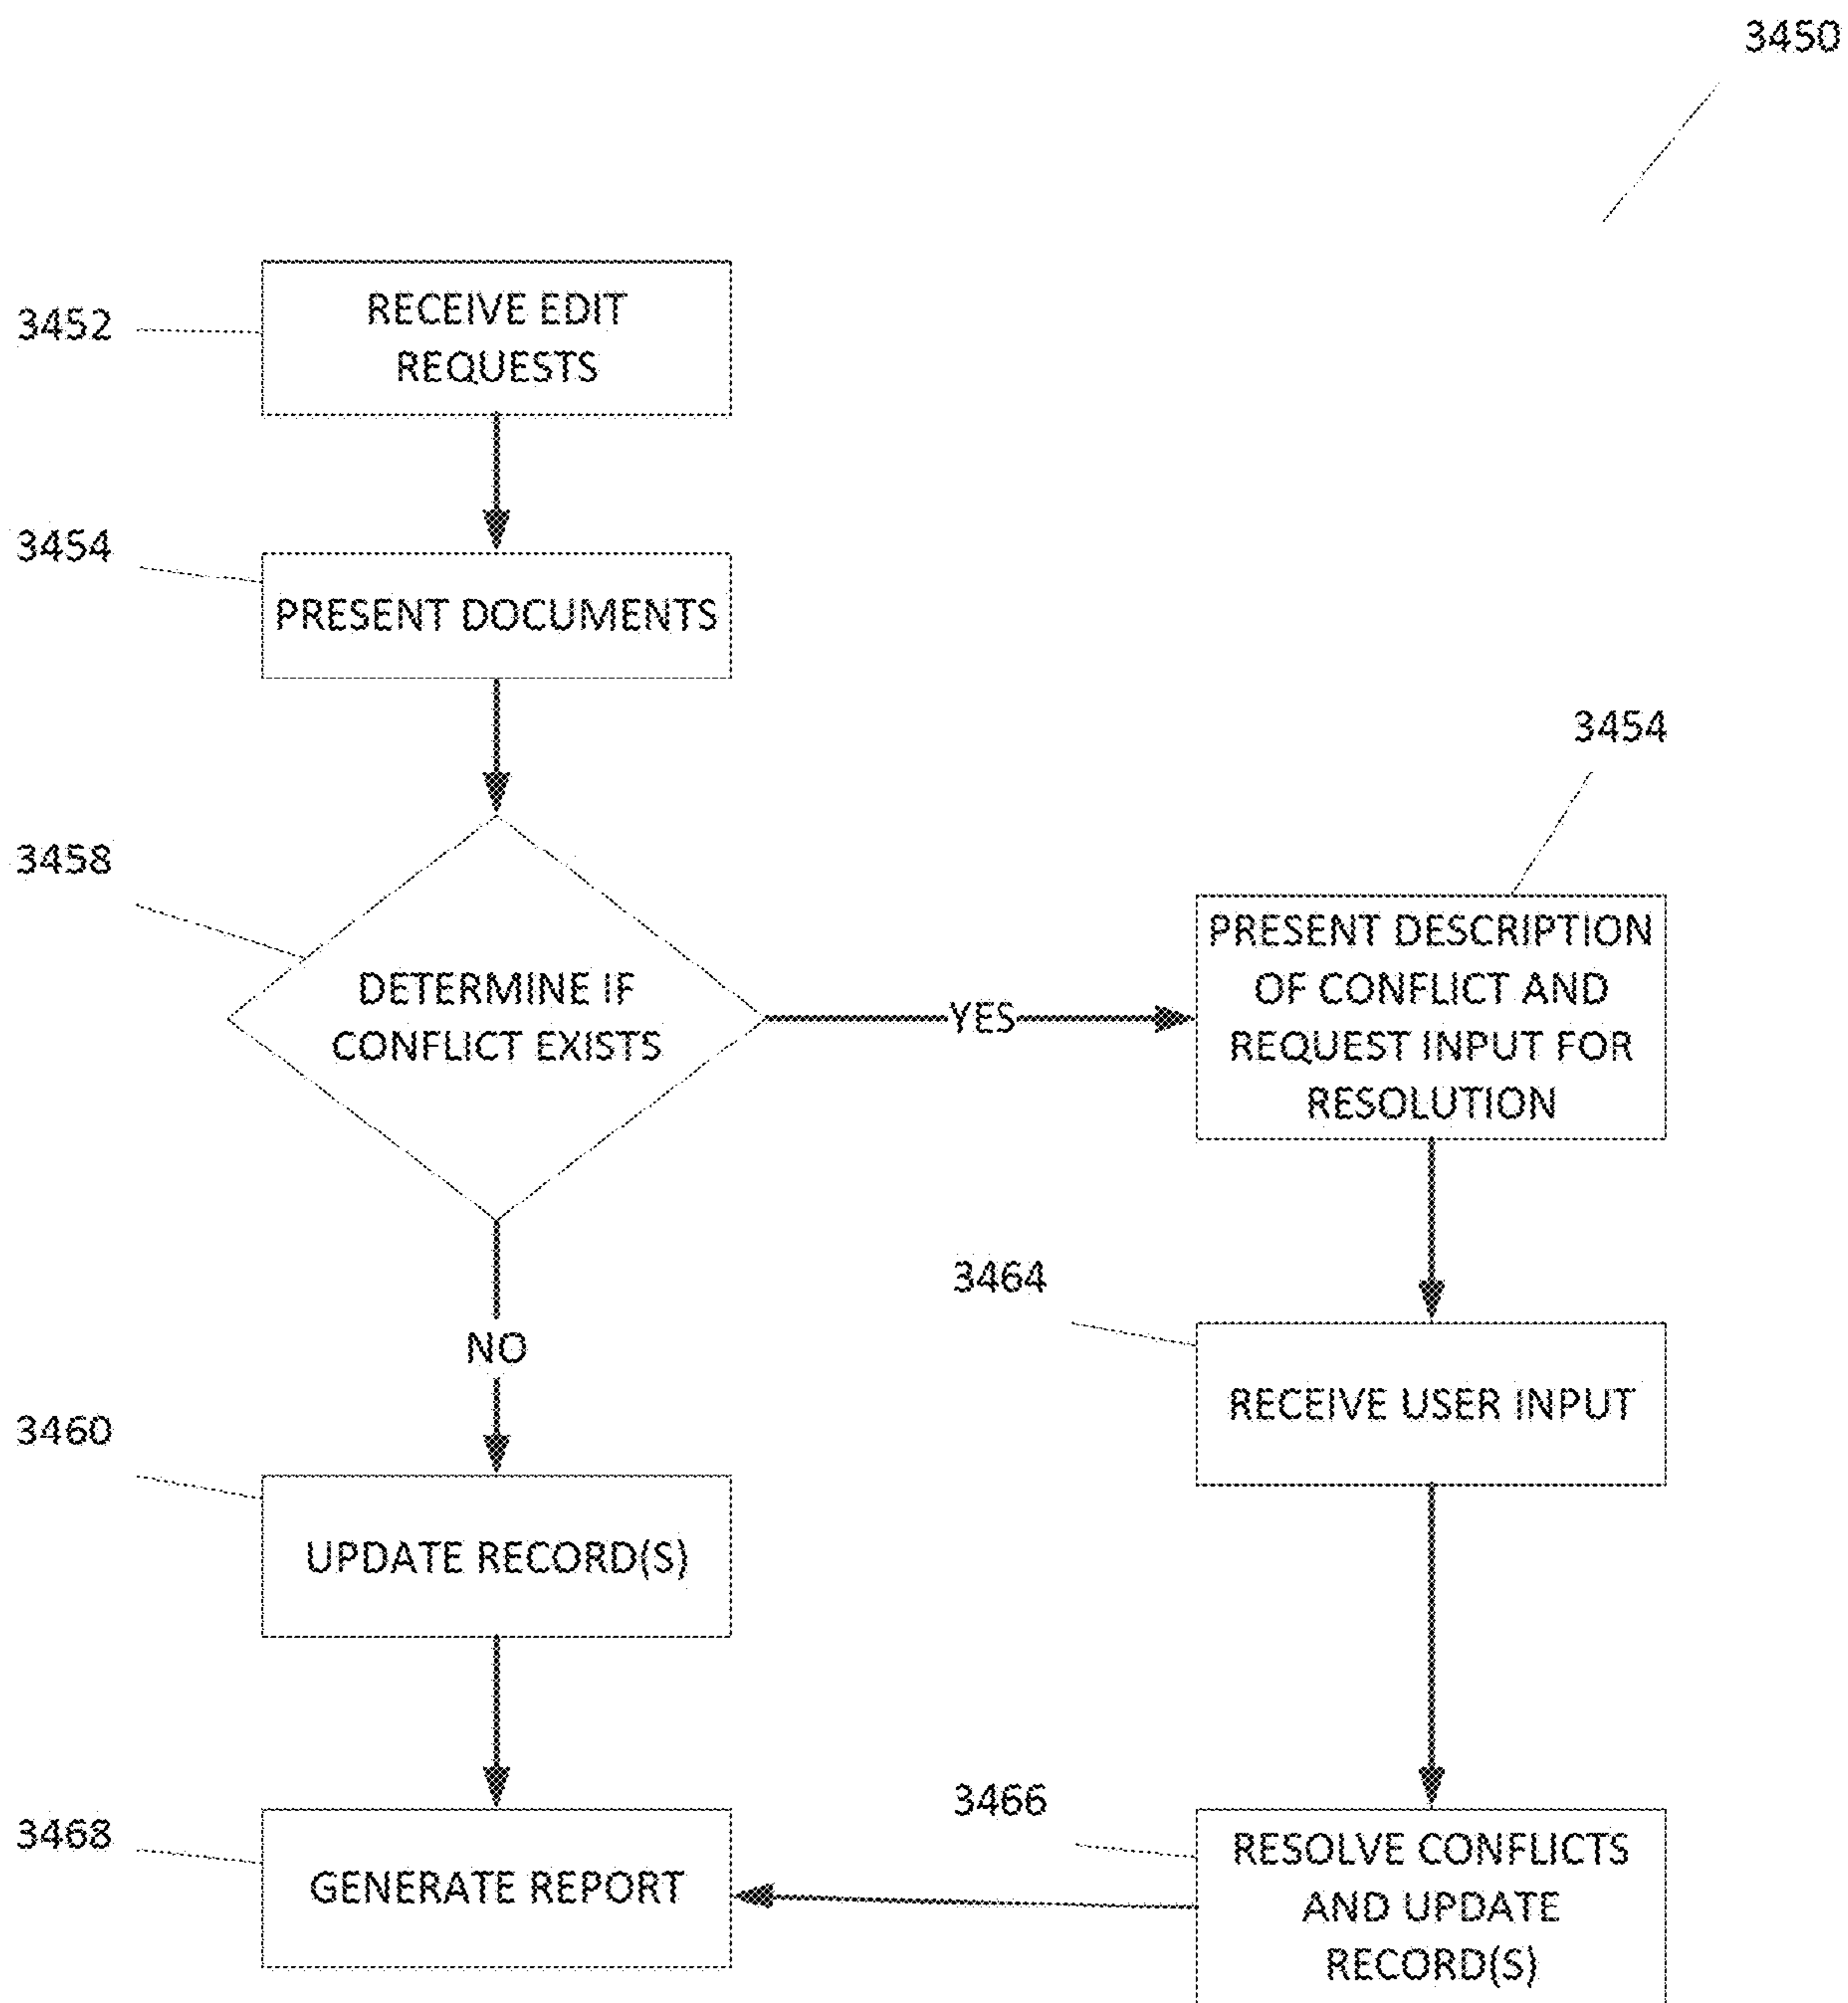 3450
3452
RECEIVE EDIT
REQUESTS
3454
PRESENT DOCUMENTS
3454
3458
DETERMINE IF
CONFLICT EXISTS
YES
PRESENT DESCRIPTION
OF CONFLICT AND
REQUEST INPUT FOR
RESOLUTION
3464
NO
RECEIVE USER INPUT
3460
UPDATE RECORD(S)
3466
3468
GENERATE REPORT
RESOLVE CONFLICTS
AND UPDATE
RECORD(S)